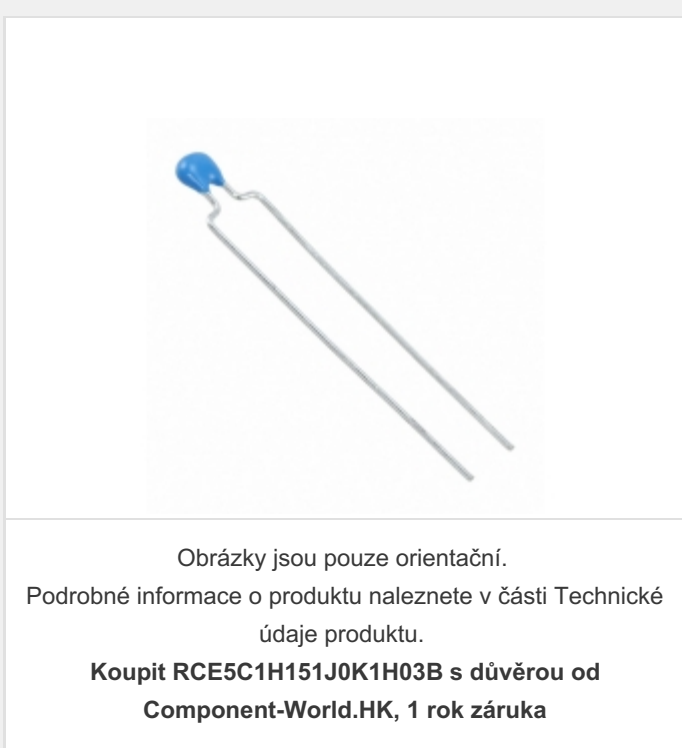 Obrázky jsou pouze orientační.
Podrobné informace o produktu naleznete v části Technické
údaje produktu.
Koupit RCE5C1H151J0K1H03B s důvěrou od
Component-World.HK, 1 rok záruka